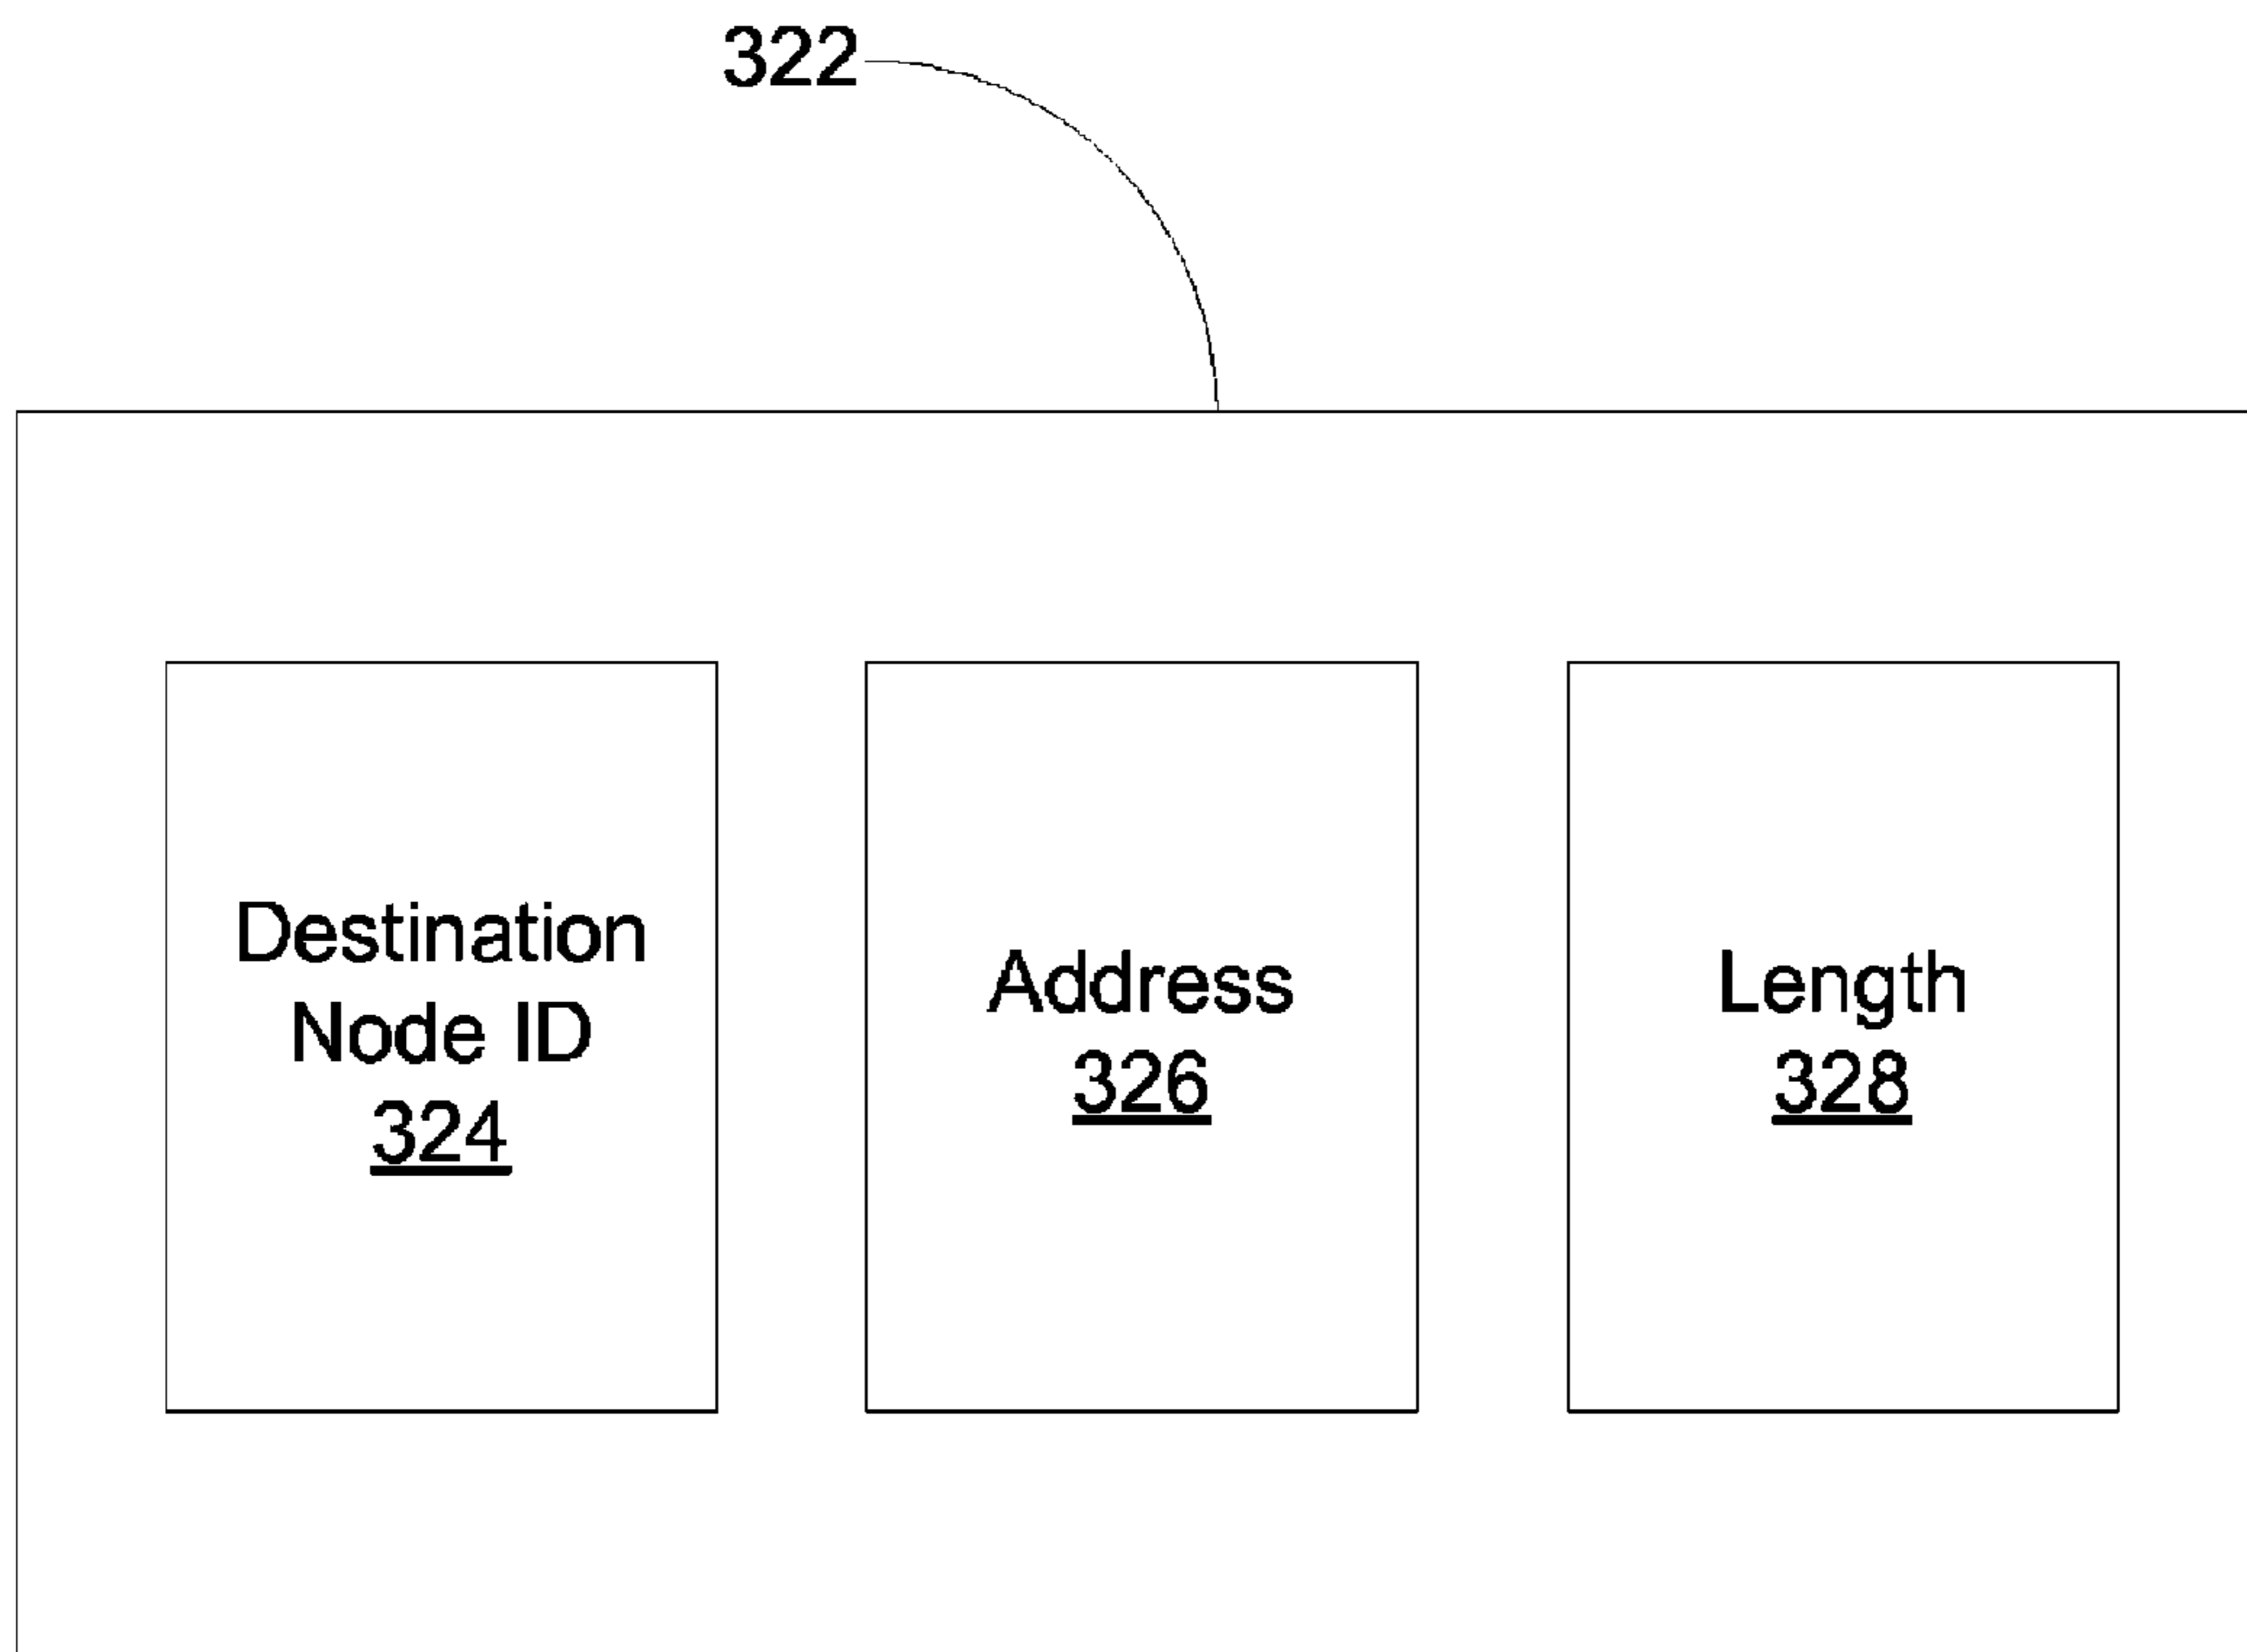 322
Destination
Node ID
324
Address
326
Length
328